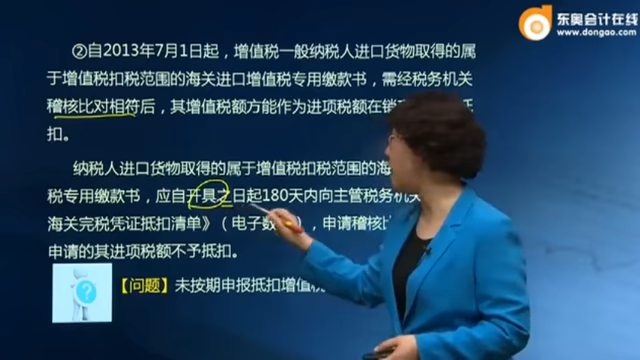 东奥会计在线
www.dongao.com
②自2013年7月1日起，增值税一般纳税人进口货物取得的属
于增值税扣税范围的海关进口增值税专用缴款书，需经税务机关
稽核比对相符后，其增值税额方能作为进项税额在销 抵
扣。
纳税人进口货物取得的属于增值税扣税范围的海
税专用缴款书，应自开具之日起180天内向主管税务机关
海关完税凭证抵扣清单》（电子数 ），申请稽核比
申请的其进项税额不予抵扣。
? 【问题】未按期申报抵扣增值税